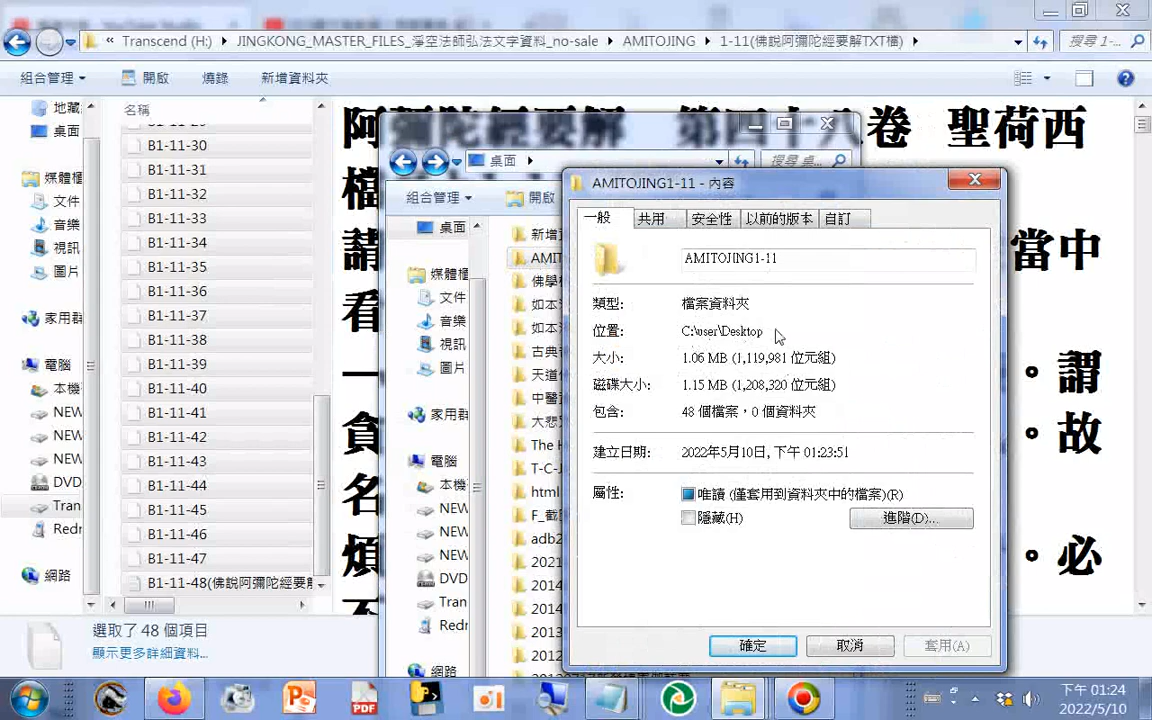 Transcend (H:) ▸ JINGKONG_MASTER_FILES_淨空法師弘法文字資料_no-sale ▸ AMITOJING ▸ 1-11(佛說阿彌陀經要解TXT檔) ▸
搜尋 1-...
組合管理 開啟 燒錄 新增資料夾
名稱
地藏
桌面
媒體櫃
文件
音樂
視訊
圖片
家用群
電腦
本機
NEW
NEW
NEW
DVD
Tran
Redr
網路
B1-11-30
B1-11-31
B1-11-32
B1-11-33
B1-11-34
B1-11-35
B1-11-36
B1-11-37
B1-11-38
B1-11-39
B1-11-40
B1-11-41
B1-11-42
B1-11-43
B1-11-44
B1-11-45
B1-11-46
B1-11-47
B1-11-48(佛說阿彌陀經要解
選取了 48 個項目
顯示更多詳細資料...
阿彌陀經要解 第四十八卷 聖荷西
檔
請 當中
看
一 。謂
貪 。故
名
煩 。必
桌面
搜尋 桌...
組合管理 開啟
桌面
媒體櫃
文件
音樂
視訊
圖片
家用群
電腦
本機
NEW
NEW
NEW
DVD
Tran
Redr
網路
新增
AMIT
佛學
如本
如本
古典
天道
中醫
大悲
The H
T-C-J
html
F_截圖
adb2
2021
2014
2014
2013
2012
AMITOJING1-11 - 內容
一般 共用 安全性 以前的版本 自訂
AMITOJING1-11
類型: 檔案資料夾
位置: C:\user\Desktop
大小: 1.06 MB (1,119,981 位元組)
磁碟大小: 1.15 MB (1,208,320 位元組)
包含: 48 個檔案，0 個資料夾
建立日期: 2022年5月10日, 下午 01:23:51
屬性: 唯讀 (僅套用到資料夾中的檔案)(R)
隱藏(H) 進階(D)...
確定 取消 套用(A)
PDF
下午 01:24
2022/5/10